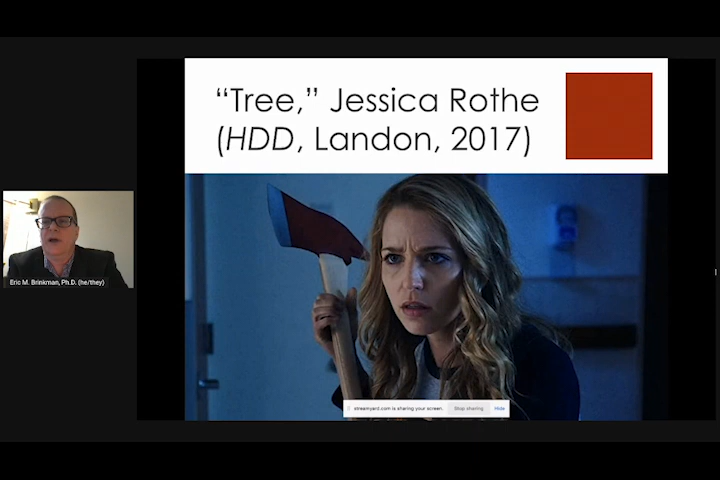 “Tree,” Jessica Rothe
(HDD, Landon, 2017)
Eric M. Brinkman, Ph.D. (he/they)
streamyard.com is sharing your screen. Stop sharing Hide